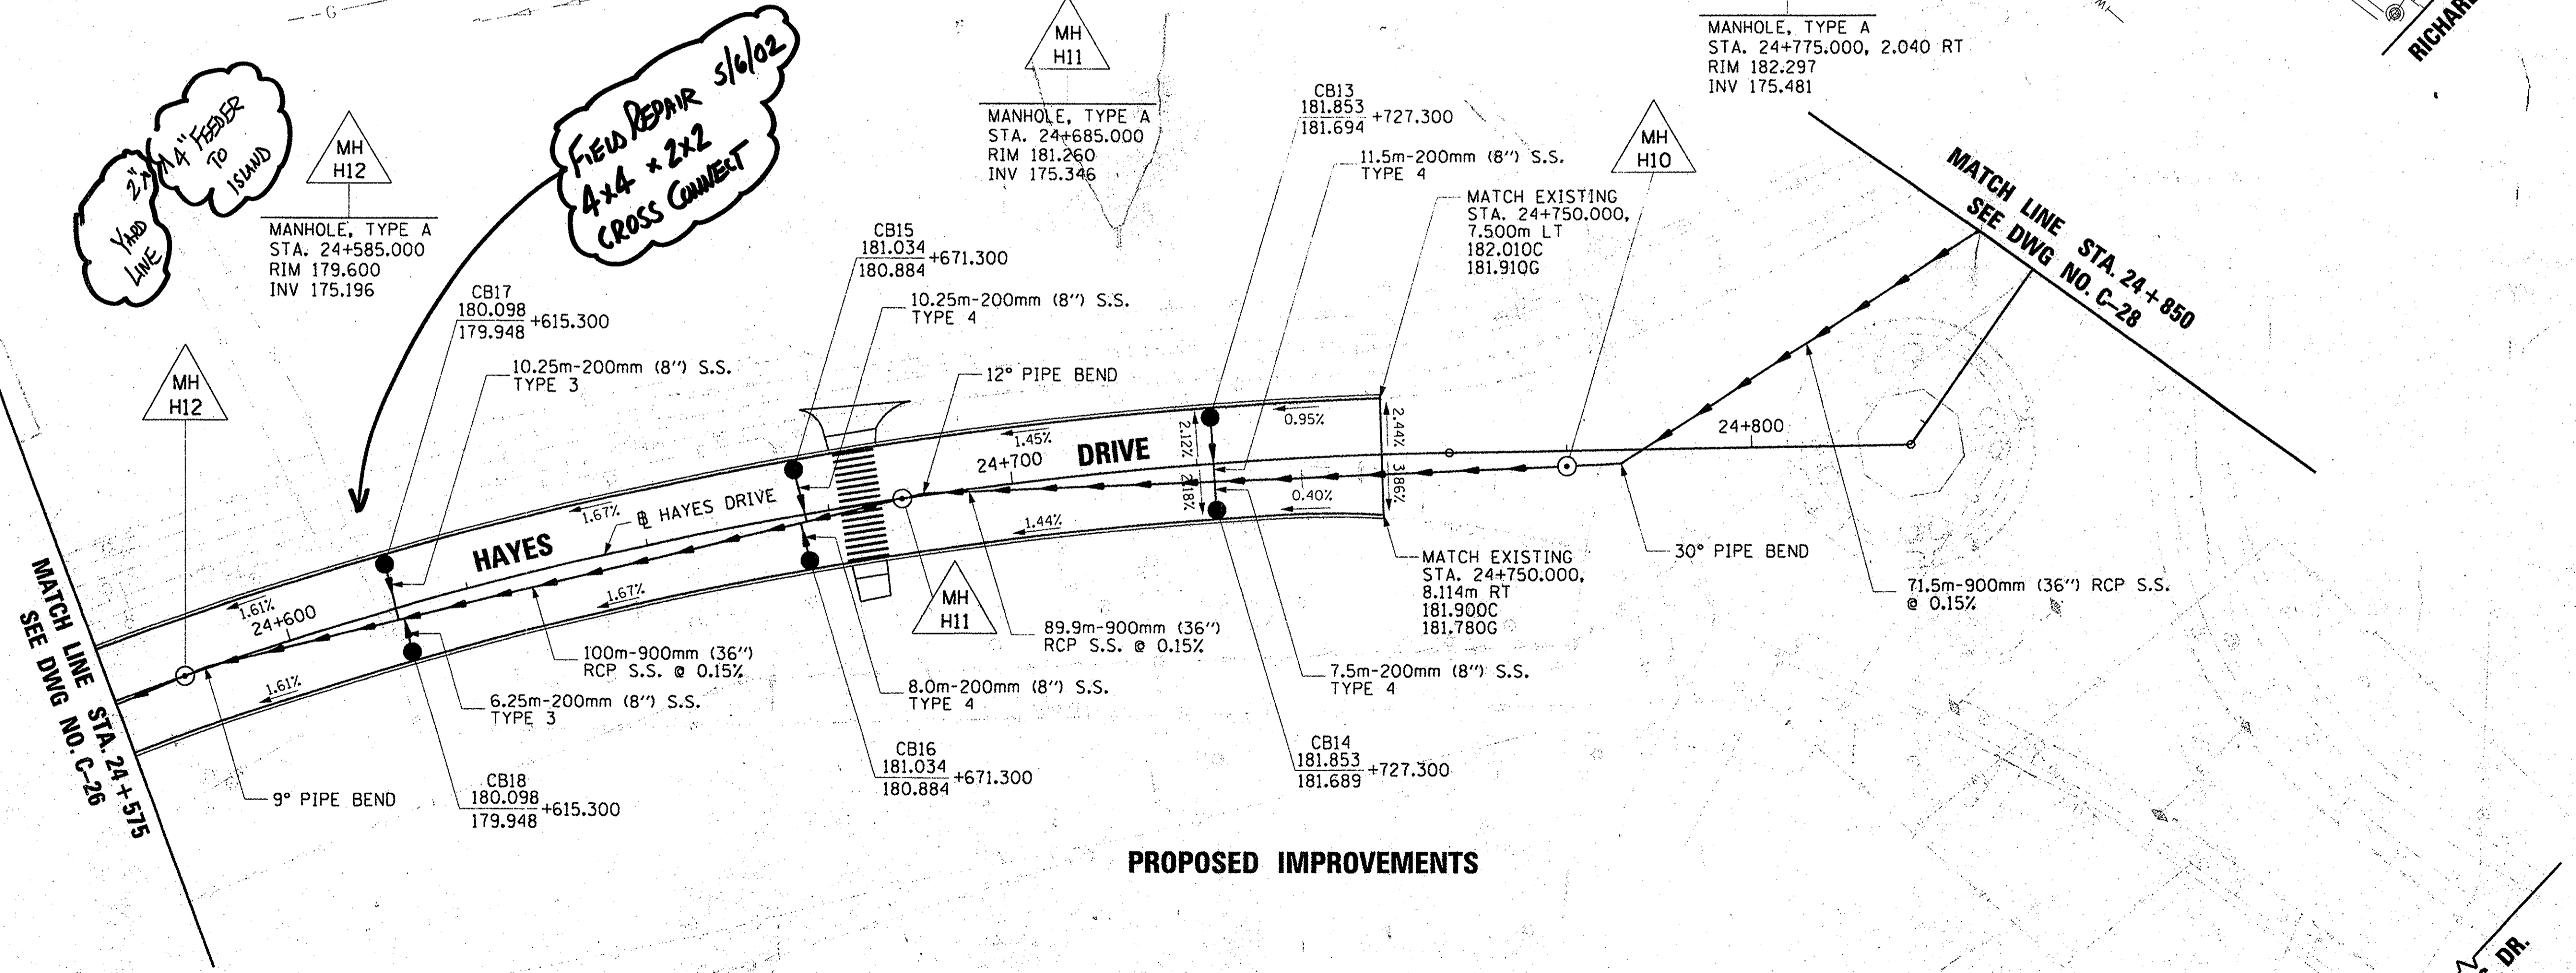 G
2" x 4" FEEDER
TO
ISLAND
YARD
LINE
MH
H12
MANHOLE, TYPE A
STA. 24+585.000
RIM 179.600
INV 175.196
FIELD REPAIR 5/6/02
4x4 x 2x2
CROSS CONNECT
MH
H11
MANHOLE, TYPE A
STA. 24+685.000
RIM 181.260
INV 175.346
MANHOLE, TYPE A
STA. 24+775.000, 2.040 RT
RIM 182.297
INV 175.481
MH
H10
CB13
181.853
181.694 +727.300
11.5m-200mm (8'') S.S.
TYPE 4
MATCH EXISTING
STA. 24+750.000,
7.500m LT
182.010C
181.910G
MATCH LINE STA. 24+850
SEE DWG NO. C-28
CB15
181.034
180.884 +671.300
10.25m-200mm (8'') S.S.
TYPE 4
CB17
180.098
179.948 +615.300
10.25m-200mm (8'') S.S.
TYPE 3
12° PIPE BEND
MH
H12
HAYES DRIVE
℄ HAYES DRIVE
24+600
24+700
24+800
1.61%
1.67%
1.45%
0.95%
2.12%
2.18%
2.44%
3.86%
0.40%
1.44%
1.67%
1.61%
MATCH LINE STA. 24+575
SEE DWG NO. C-26
9° PIPE BEND
CB18
180.098
179.948 +615.300
6.25m-200mm (8'') S.S.
TYPE 3
100m-900mm (36'')
RCP S.S. @ 0.15%
CB16
181.034
180.884 +671.300
8.0m-200mm (8'') S.S.
TYPE 4
MH
H11
89.9m-900mm (36'')
RCP S.S. @ 0.15%
CB14
181.853
181.689 +727.300
7.5m-200mm (8'') S.S.
TYPE 4
MATCH EXISTING
STA. 24+750.000,
8.114m RT
181.900C
181.780G
30° PIPE BEND
71.5m-900mm (36'') RCP S.S.
@ 0.15%
PROPOSED IMPROVEMENTS
DR.